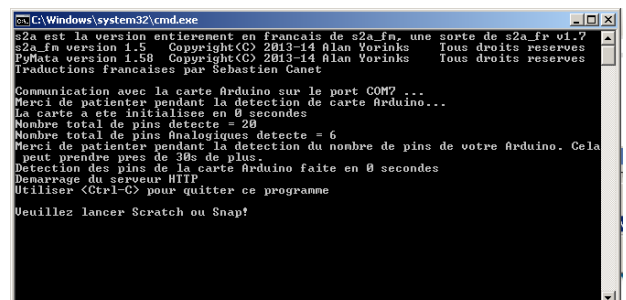 C:\Windows\system32\cmd.exe
s2a est la version entierement en francais de s2a_fm, une sorte de s2a_fr v1.7
s2a_fm version 1.5 Copyright(C) 2013-14 Alan Yorinks Tous droits reserves
PyMata version 1.58 Copyright(C) 2013-14 Alan Yorinks Tous droits reserves
Traductions francaises par Sebastien Canet
Communication avec la carte Arduino sur le port COM7 ...
Merci de patienter pendant la detection de carte Arduino...
La carte a ete initialisee en 0 secondes
Nombre total de pins detecte = 20
Nombre total de pins Analogiques detecte = 6
Merci de patienter pendant la detection du nombre de pins de votre Arduino. Cela
peut prendre pres de 30s de plus.
Detection des pins de la carte Arduino faite en 0 secondes
Demarrage du serveur HTTP
Utiliser <Ctrl-C> pour quitter ce programme
Veuillez lancer Scratch ou Snap!